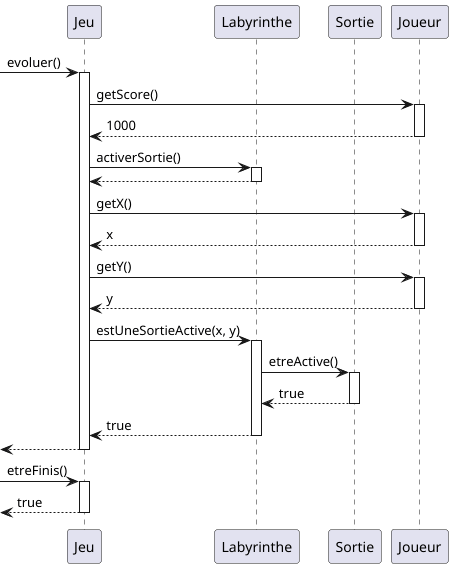 Jeu Labyrinthe Sortie Joueur
evoluer()
getScore()
1000
activerSortie()
getX()
x
getY()
y
estUneSortieActive(x, y)
etreActive()
true
true
etreFinis()
true
Jeu Labyrinthe Sortie Joueur